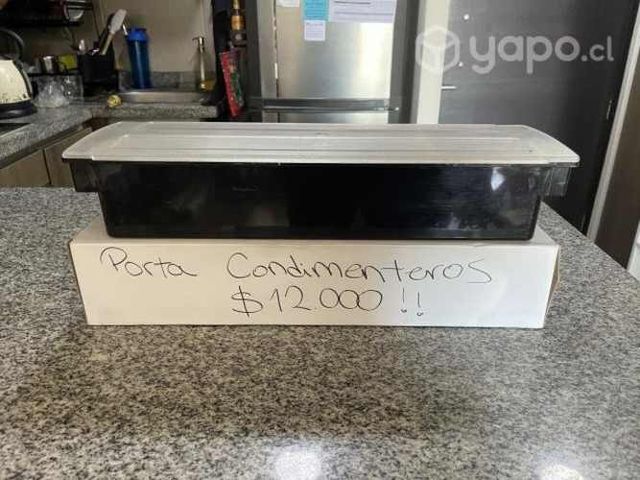 yapo.cl
Porta Condimenteros
$12.000 !!